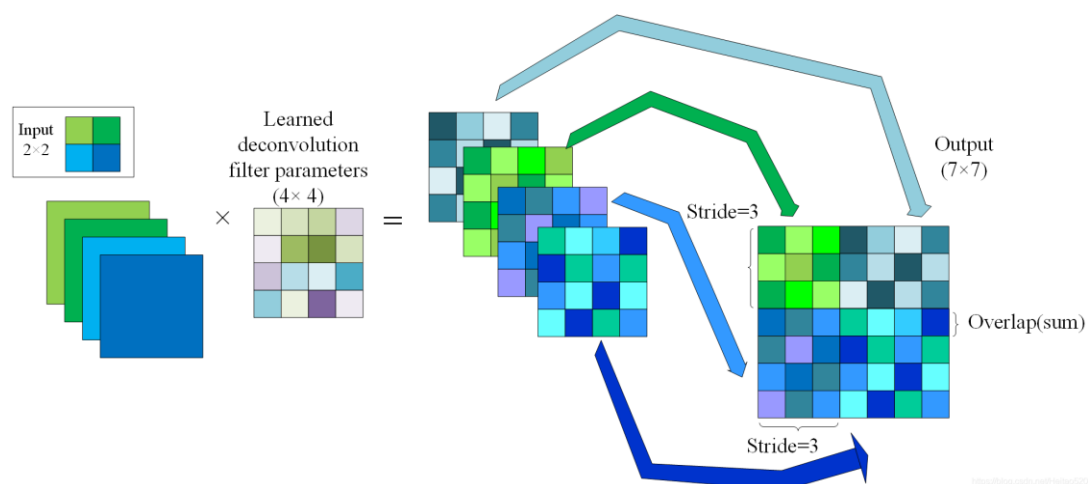 Input
2×2
Learned
deconvolution
filter parameters
(4× 4)
×
=
Stride=3
Output
(7×7)
Overlap(sum)
Stride=3